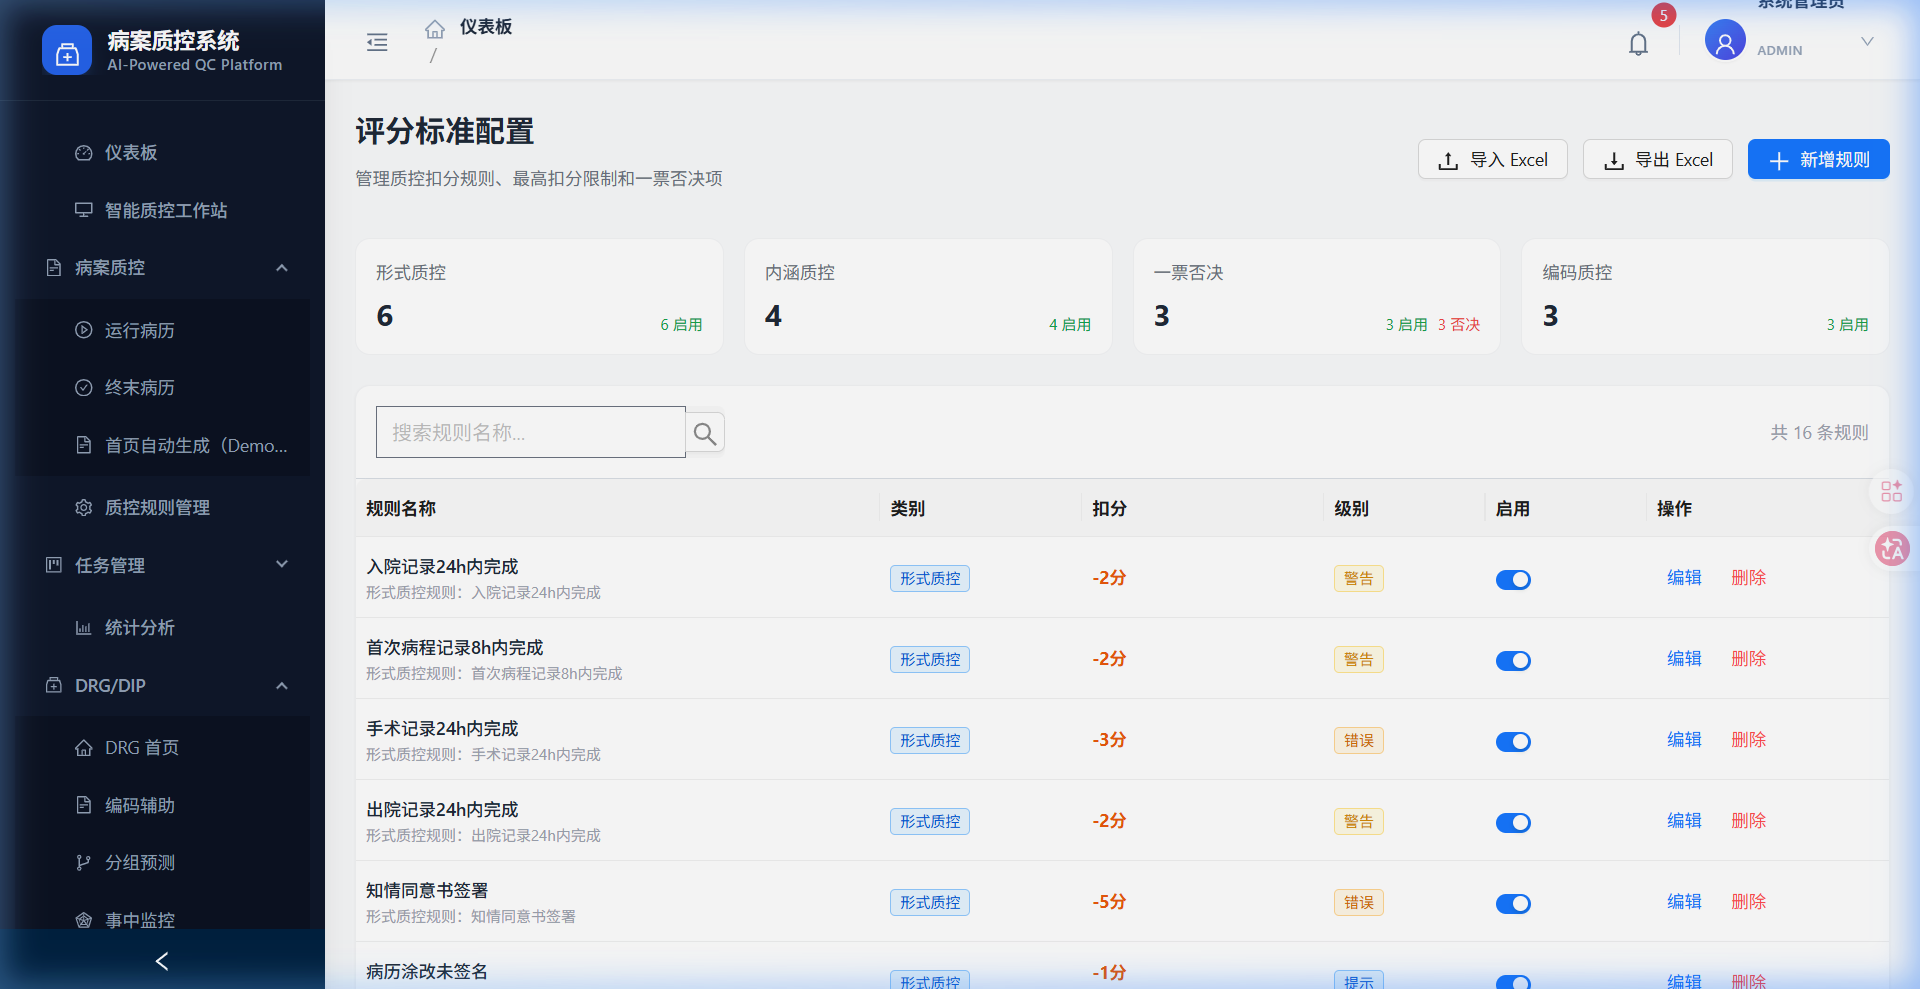 病案质控系统
AI-Powered QC Platform
仪表板
智能质控工作站
病案质控
运行病历
终末病历
首页自动生成（Demo...
质控规则管理
任务管理
统计分析
DRG/DIP
DRG 首页
编码辅助
分组预测
事中监控
仪表板
/
5
系统管理员
ADMIN
评分标准配置
管理质控扣分规则、最高扣分限制和一票否决项
导入 Excel
导出 Excel
新增规则
形式质控
6
6 启用
内涵质控
4
4 启用
一票否决
3
3 启用 3 否决
编码质控
3
3 启用
搜索规则名称...
共 16 条规则
规则名称 类别 扣分 级别 启用 操作
入院记录24h内完成
形式质控规则：入院记录24h内完成
形式质控 -2分 警告 编辑 删除
首次病程记录8h内完成
形式质控规则：首次病程记录8h内完成
形式质控 -2分 警告 编辑 删除
手术记录24h内完成
形式质控规则：手术记录24h内完成
形式质控 -3分 错误 编辑 删除
出院记录24h内完成
形式质控规则：出院记录24h内完成
形式质控 -2分 警告 编辑 删除
知情同意书签署
形式质控规则：知情同意书签署
形式质控 -5分 错误 编辑 删除
病历涂改未签名
形式质控 -1分 提示 编辑 删除